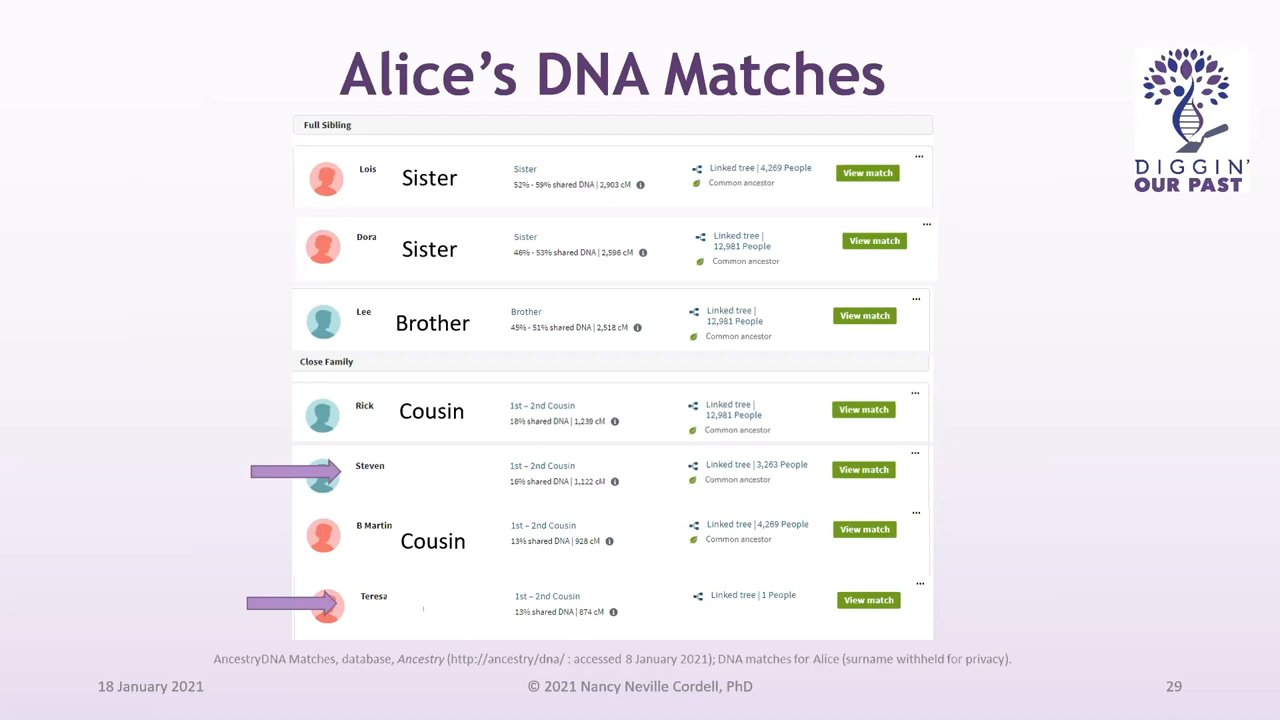 Alice's DNA Matches
DIGGIN'
OUR PAST
Full Sibling
Lois
Sister
Sister
52% - 59% shared DNA | 2,903 cM
Linked tree | 4,269 People
Common ancestor
View match
Dora
Sister
Sister
46% - 53% shared DNA | 2,596 cM
Linked tree |
12,981 People
Common ancestor
View match
Lee
Brother
Brother
45% - 51% shared DNA | 2,518 cM
Linked tree |
12,981 People
Common ancestor
View match
Close Family
Rick
Cousin
1st – 2nd Cousin
18% shared DNA | 1,239 cM
Linked tree |
12,981 People
Common ancestor
View match
Steven
1st – 2nd Cousin
16% shared DNA | 1,122 cM
Linked tree | 3,263 People
Common ancestor
View match
B Martin
Cousin
1st – 2nd Cousin
13% shared DNA | 928 cM
Linked tree | 4,269 People
Common ancestor
View match
Teresa
1st – 2nd Cousin
13% shared DNA | 874 cM
Linked tree | 1 People
View match
AncestryDNA Matches, database, Ancestry (http://ancestry/dna/ : accessed 8 January 2021); DNA matches for Alice (surname withheld for privacy).
18 January 2021
© 2021 Nancy Neville Cordell, PhD
29